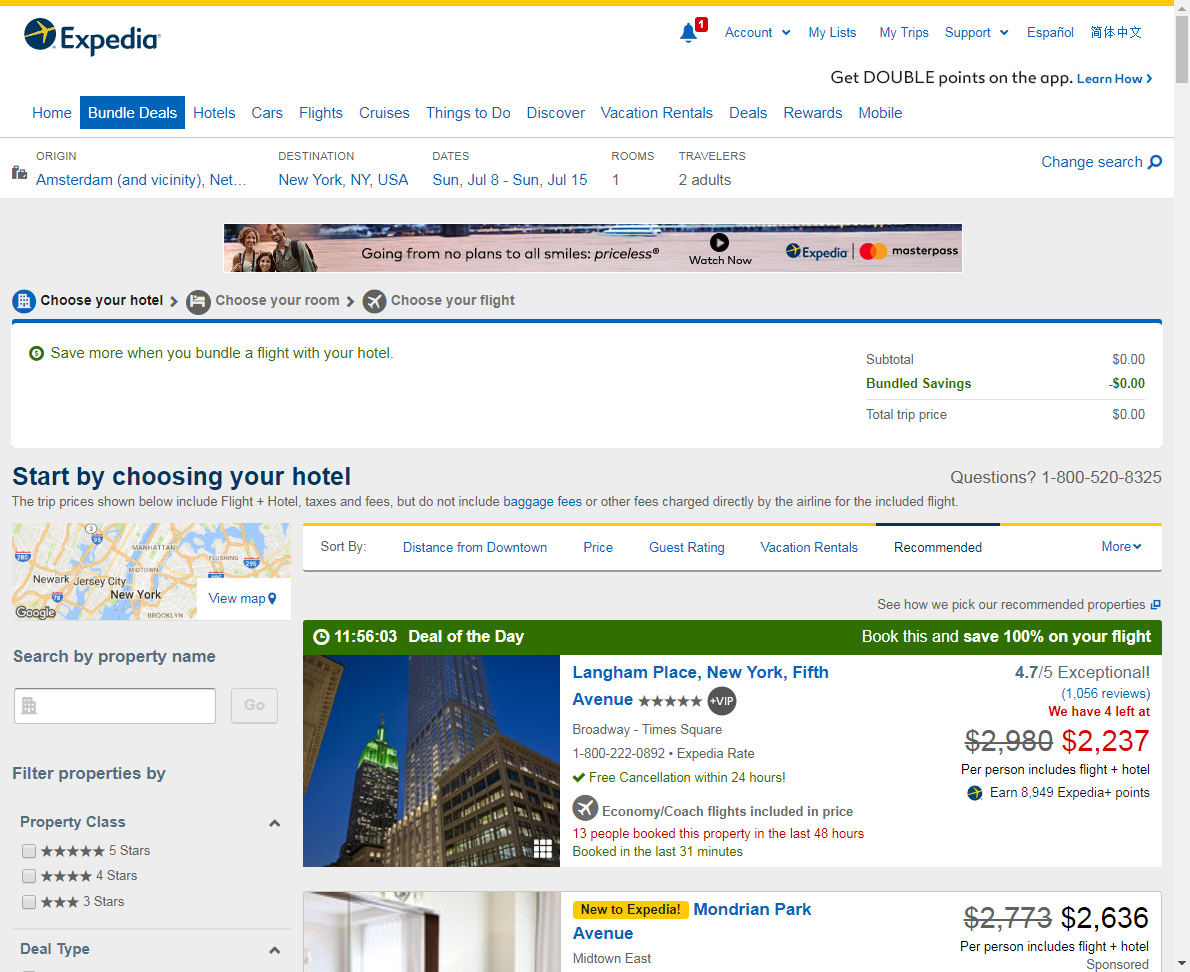 Expedia
1
Account
My Lists
My Trips
Support
Español
简体中文
Get DOUBLE points on the app. Learn How
Home
Bundle Deals
Hotels
Cars
Flights
Cruises
Things to Do
Discover
Vacation Rentals
Deals
Rewards
Mobile
ORIGIN
Amsterdam (and vicinity), Net...
DESTINATION
New York, NY, USA
DATES
Sun, Jul 8 - Sun, Jul 15
ROOMS
1
TRAVELERS
2 adults
Change search
Going from no plans to all smiles: priceless®
Watch Now
Expedia
masterpass
Choose your hotel
Choose your room
Choose your flight
Save more when you bundle a flight with your hotel.
Subtotal $0.00
Bundled Savings -$0.00
Total trip price $0.00
Start by choosing your hotel
Questions? 1-800-520-8325
The trip prices shown below include Flight + Hotel, taxes and fees, but do not include baggage fees or other fees charged directly by the airline for the included flight.
3
95
280
MANHATTAN
FLUSHING
MIDTOWN
295
495
Newark
Jersey City
78
New York
BROOKLYN
Google
View map
Sort By:
Distance from Downtown
Price
Guest Rating
Vacation Rentals
Recommended
More
See how we pick our recommended properties
Search by property name
Go
Filter properties by
Property Class
5 Stars
4 Stars
3 Stars
Deal Type
11:56:03 Deal of the Day
Book this and save 100% on your flight
Langham Place, New York, Fifth
Avenue
+VIP
Broadway - Times Square
1-800-222-0892 • Expedia Rate
Free Cancellation within 24 hours!
Economy/Coach flights included in price
13 people booked this property in the last 48 hours
Booked in the last 31 minutes
4.7/5 Exceptional!
(1,056 reviews)
We have 4 left at
$2,980 $2,237
Per person includes flight + hotel
Earn 8,949 Expedia+ points
New to Expedia! Mondrian Park
Avenue
Midtown East
$2,773 $2,636
Per person includes flight + hotel
Sponsored